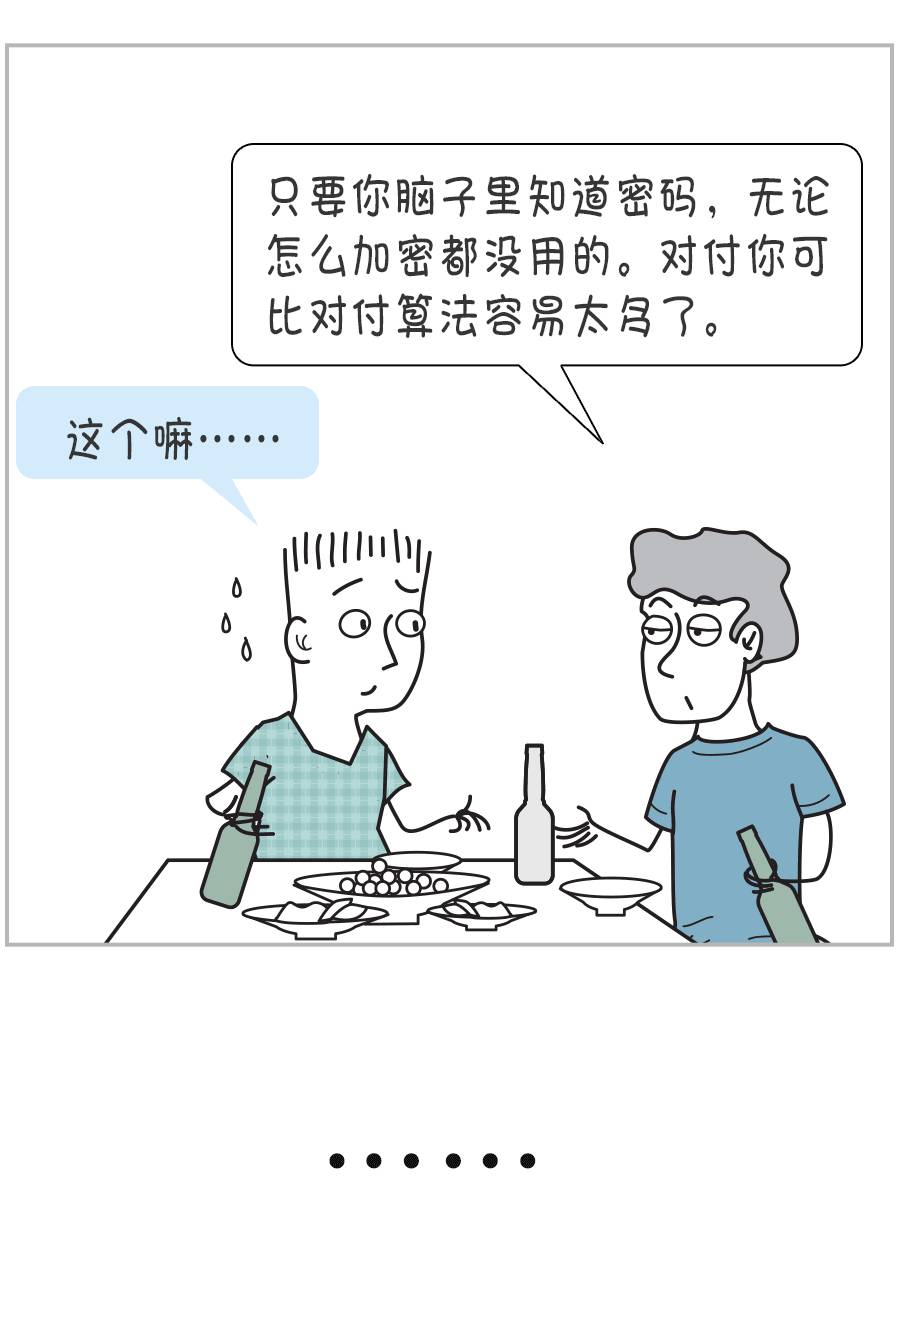 只要你脑子里知道密码，无论
怎么加密都没用的。对付你可
比对付算法容易太多了。
这个嘛……
······